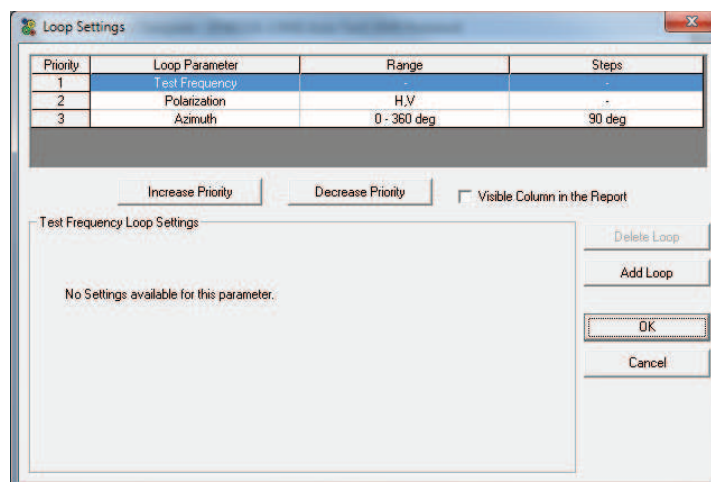 Loop Settings
Priority Loop Parameter Range Steps
1 Test Frequency - -
2 Polarization H,V -
3 Azimuth 0 - 360 deg 90 deg
Increase Priority Decrease Priority Visible Column in the Report
Test Frequency Loop Settings
Delete Loop
Add Loop
No Settings available for this parameter.
OK
Cancel